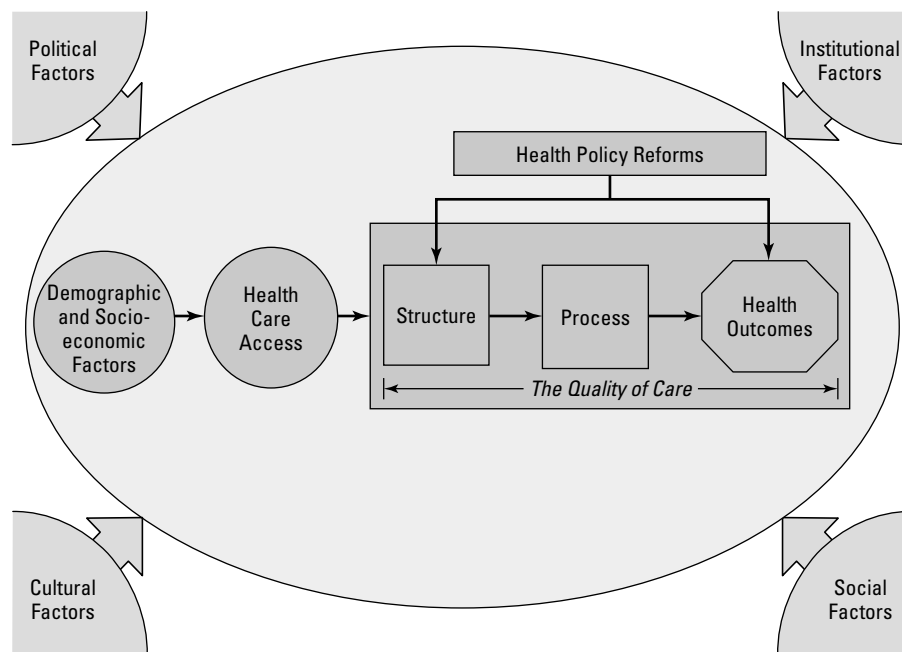 Political
Factors
Institutional
Factors
Health Policy Reforms
Demographic
and Socio-
economic
Factors
Health
Care
Access
Structure
Process
Health
Outcomes
The Quality of Care
Cultural
Factors
Social
Factors